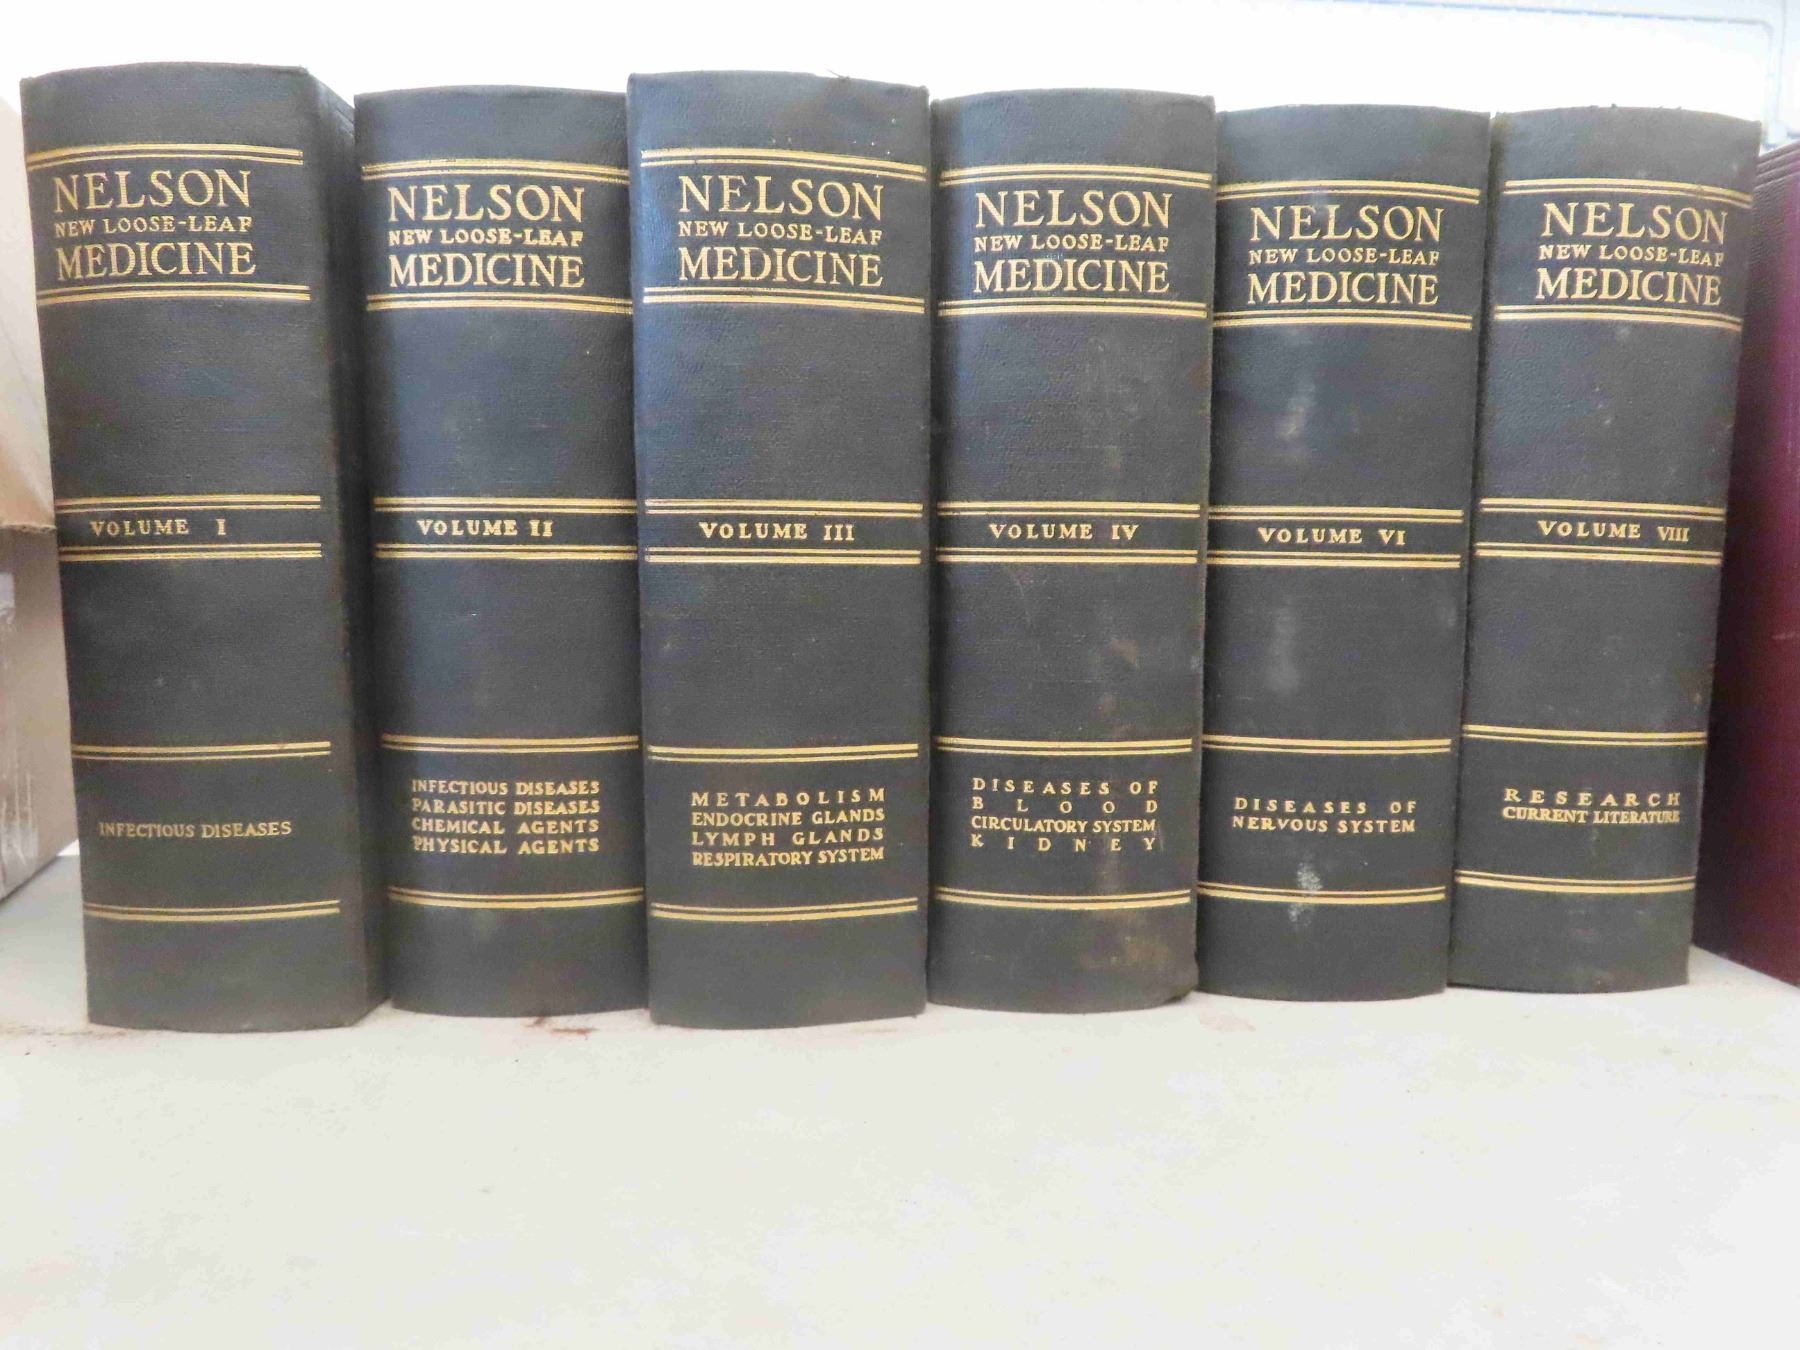 NELSON
NEW LOOSE-LEAF
MEDICINE
VOLUME I
INFECTIOUS DISEASES
NELSON
NEW LOOSE-LEAF
MEDICINE
VOLUME II
INFECTIOUS DISEASES
PARASITIC DISEASES
CHEMICAL AGENTS
PHYSICAL AGENTS
NELSON
NEW LOOSE-LEAF
MEDICINE
VOLUME III
METABOLISM
ENDOCRINE GLANDS
LYMPH GLANDS
RESPIRATORY SYSTEM
NELSON
NEW LOOSE-LEAF
MEDICINE
VOLUME IV
DISEASES OF
BLOOD
CIRCULATORY SYSTEM
KIDNEY
NELSON
NEW LOOSE-LEAF
MEDICINE
VOLUME VI
DISEASES OF
NERVOUS SYSTEM
NELSON
NEW LOOSE-LEAF
MEDICINE
VOLUME VIII
RESEARCH
CURRENT LITERATURE